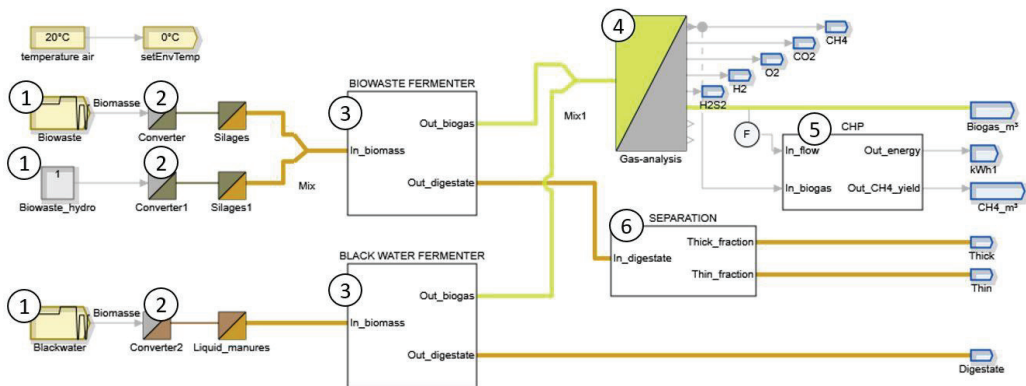 20°C
temperature air
0°C
setEnvTemp
1
Biowaste
Biomasse
2
Converter
Silages
1
1
Biowaste_hydro
2
Converter1
Silages1
Mix
BIOWASTE FERMENTER
3
Out_biogas
In_biomass
Out_digestate
Mix1
4
Gas-analysis
CH4
CO2
O2
H2
H2S2
Biogas_m³
F
CHP
5
In_flow
Out_energy
In_biogas
Out_CH4_yield
kWh1
CH4_m³
SEPARATION
6
In_digestate
Thick_fraction
Thin_fraction
Thick
Thin
1
Blackwater
Biomasse
2
Converter2
Liquid_manures
BLACK WATER FERMENTER
3
Out_biogas
In_biomass
Out_digestate
Digestate